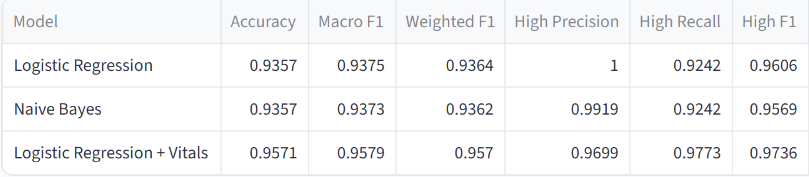 Model Accuracy Macro F1 Weighted F1 High Precision High Recall High F1
Logistic Regression 0.9357 0.9375 0.9364 1 0.9242 0.9606
Naive Bayes 0.9357 0.9373 0.9362 0.9919 0.9242 0.9569
Logistic Regression + Vitals 0.9571 0.9579 0.957 0.9699 0.9773 0.9736